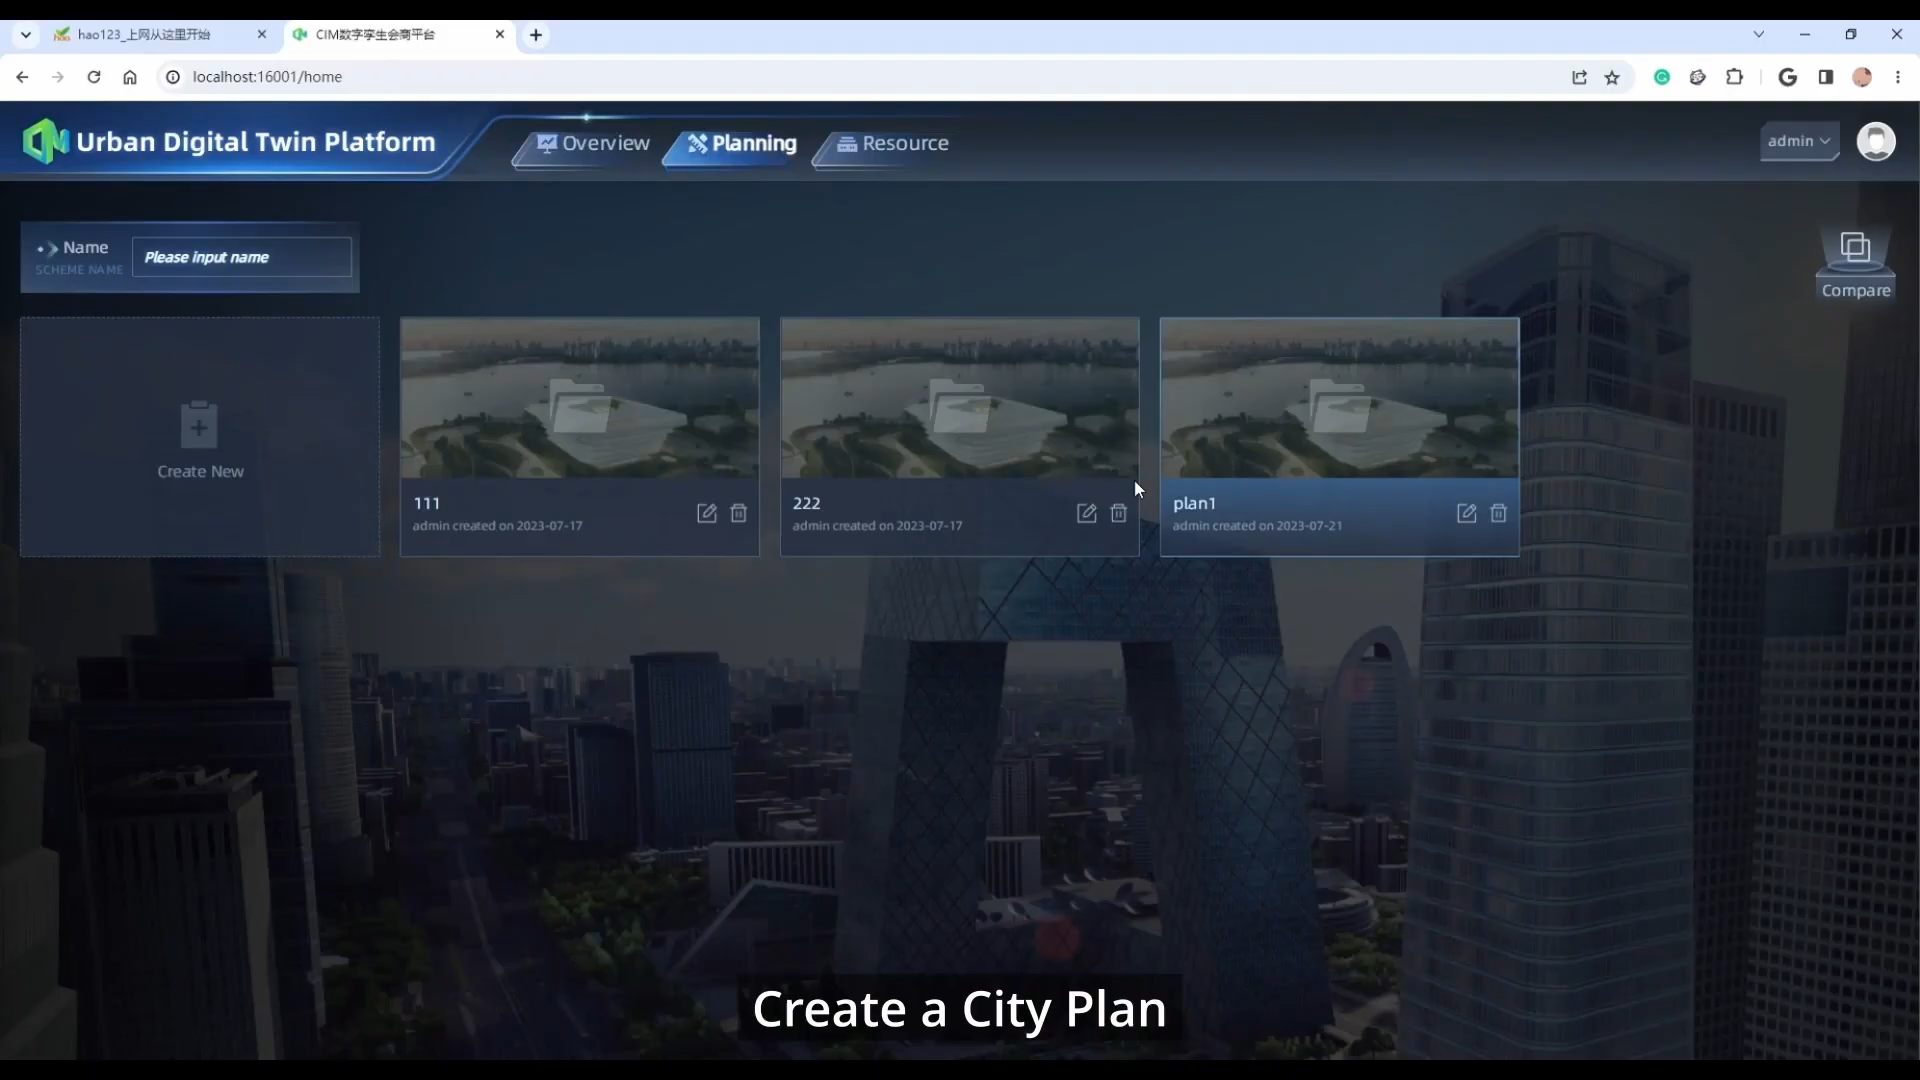 hao123_上网从这里开始
CIM数字孪生会商平台
localhost:16001/home
Urban Digital Twin Platform
Overview
Planning
Resource
admin
Name
SCHEME NAME
Please input name
Compare
Create New
111
admin created on 2023-07-17
222
admin created on 2023-07-17
plan1
admin created on 2023-07-21
Create a City Plan